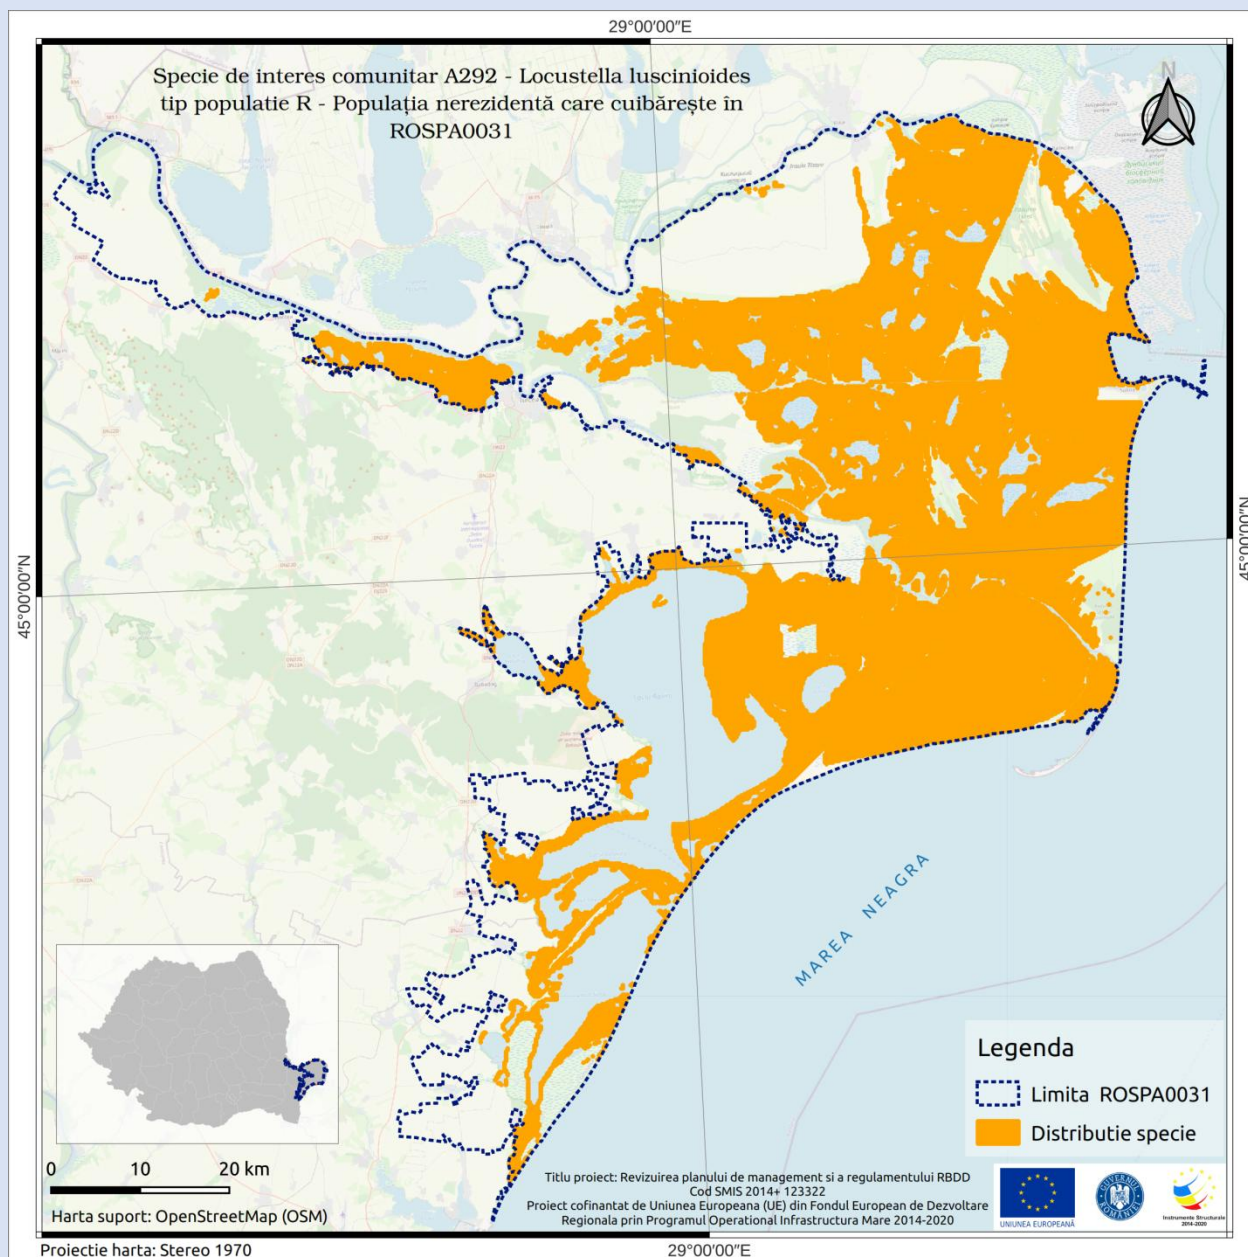 29°00′00″E
Specie de interes comunitar A292 - Locustella luscinioides
tip populatie R - Populația nerezidentă care cuibărește în
ROSPA0031
N
45°00′00″N
45°00′00″N
MAREA NEAGRA
Legenda
Limita ROSPA0031
Distributie specie
0 10 20 km
Harta suport: OpenStreetMap (OSM)
Titlu proiect: Revizuirea planului de management si a regulamentului RBDD
Cod SMIS 2014+ 123322
Proiect cofinantat de Uniunea Europeana (UE) din Fondul European de Dezvoltare
Regionala prin Programul Operational Infrastructura Mare 2014-2020
UNIUNEA EUROPEANĂ
GUVERNUL ROMÂNIEI
Instrumente Structurale
2014-2020
Proiectie harta: Stereo 1970
29°00′00″E